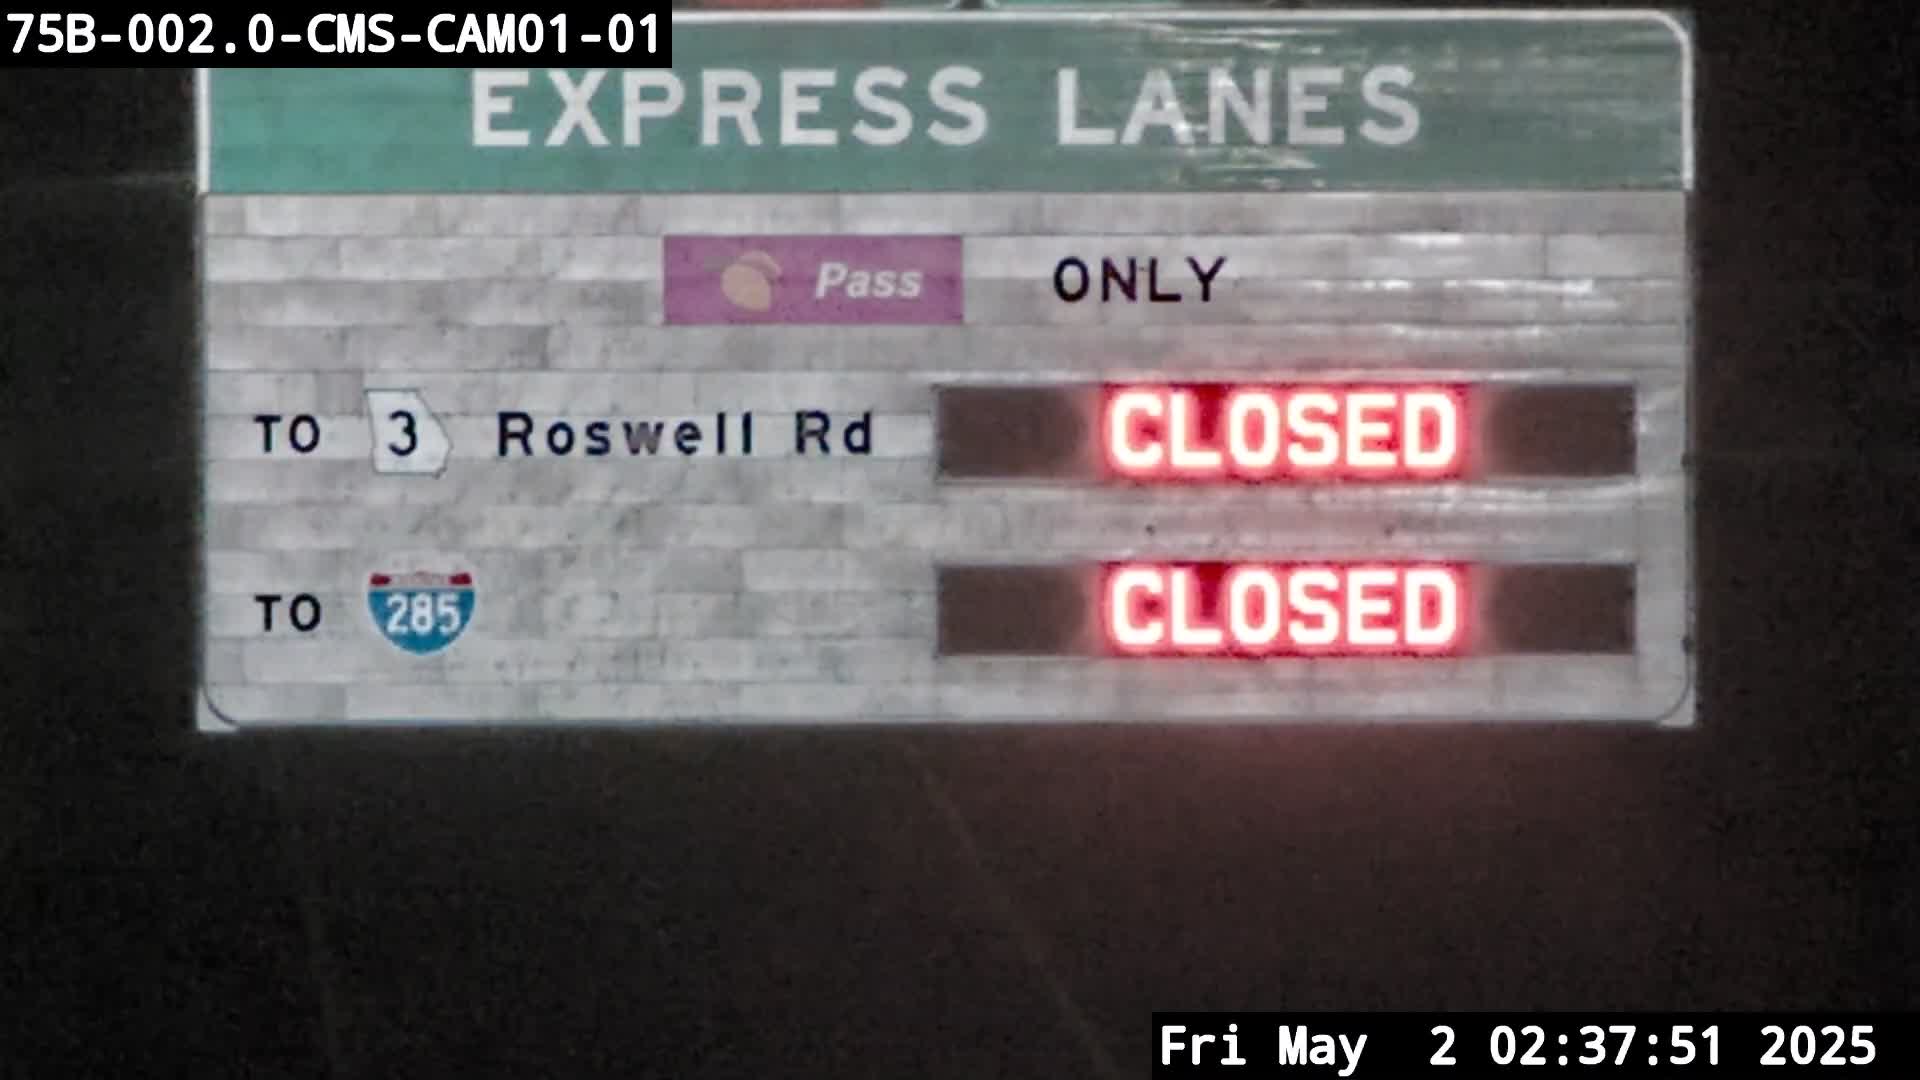 75B-002.0-CMS-CAM01-01
EXPRESS LANES
Pass ONLY
TO 3 Roswell Rd CLOSED
TO 285 CLOSED
Fri May 2 02:37:51 2025